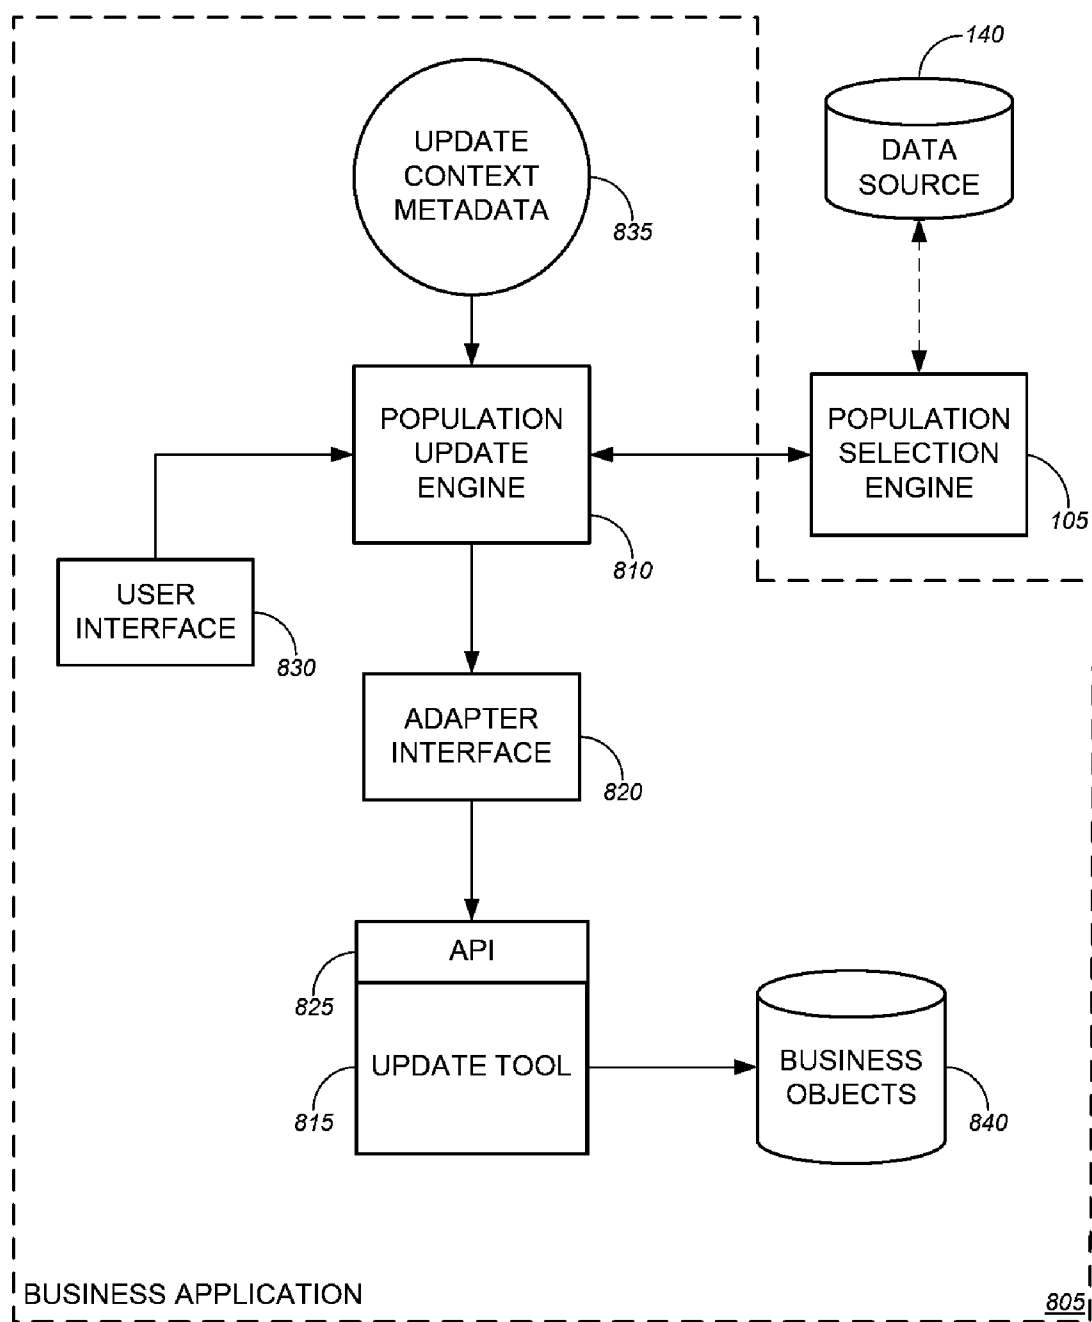 140
UPDATE
CONTEXT
METADATA
835
DATA
SOURCE
POPULATION
UPDATE
ENGINE
810
POPULATION
SELECTION
ENGINE
105
USER
INTERFACE
830
ADAPTER
INTERFACE
820
API
825
UPDATE TOOL
815
BUSINESS
OBJECTS
840
BUSINESS APPLICATION
805